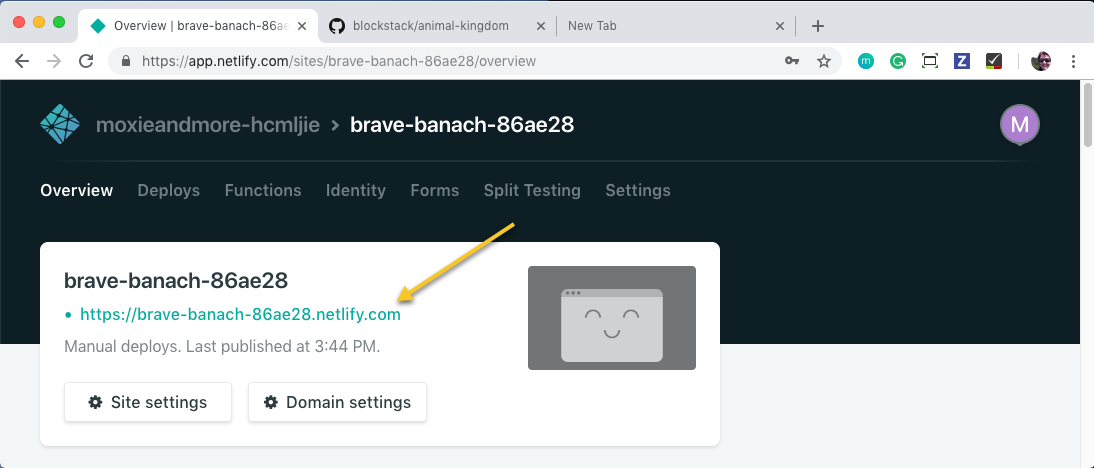 Overview | brave-banach-86ae
blockstack/animal-kingdom
New Tab
https://app.netlify.com/sites/brave-banach-86ae28/overview
m
G
Z
moxieandmore-hcmljie > brave-banach-86ae28
M
Overview Deploys Functions Identity Forms Split Testing Settings
brave-banach-86ae28
• https://brave-banach-86ae28.netlify.com
Manual deploys. Last published at 3:44 PM.
Site settings Domain settings